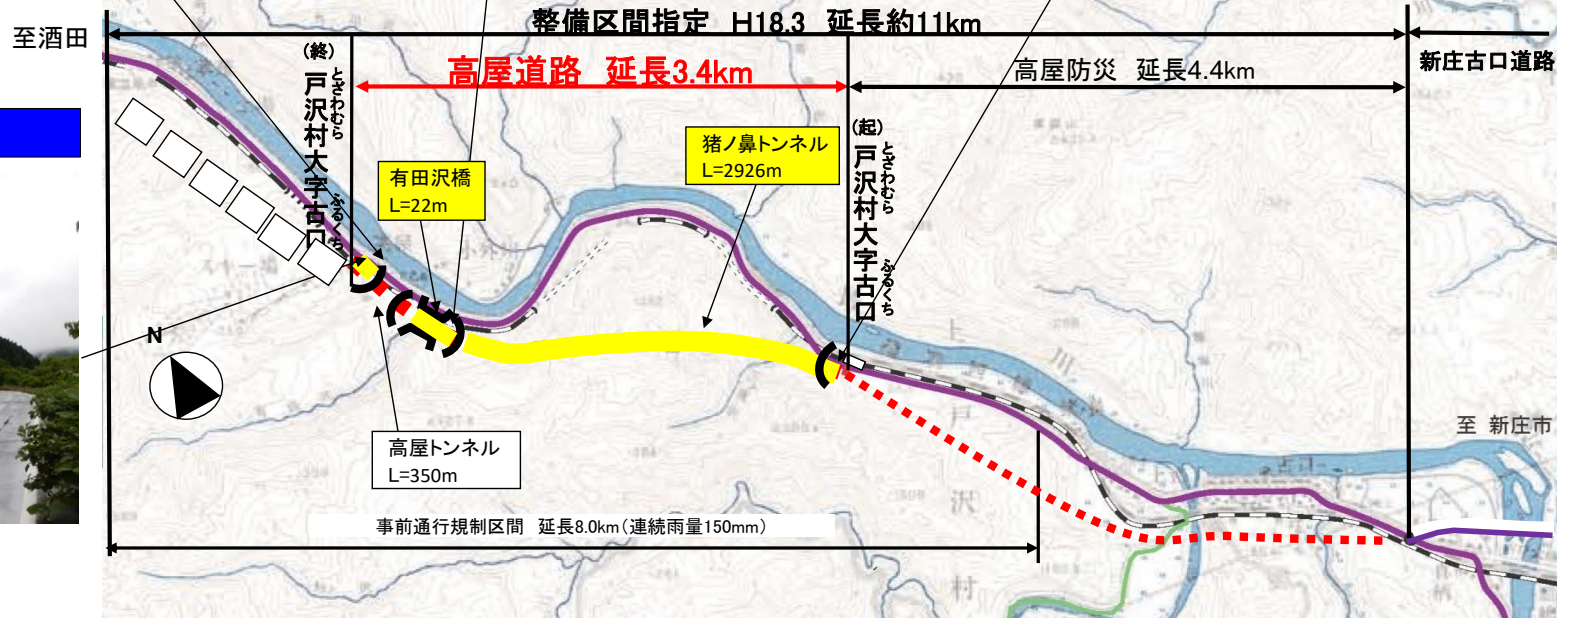 整備区間指定 H18.3 延長約11km
至酒田
新庄古口道路
高屋道路 延長3.4km
高屋防災 延長4.4km
(終)
戸沢村大字古口
とざわむら
ふるくち
(起)
戸沢村大字古口
とざわむら
ふるくち
猪ノ鼻トンネル
L=2926m
有田沢橋
L=22m
N
高屋トンネル
L=350m
至 新庄市
事前通行規制区間 延長8.0km(連続雨量150mm)
上
川
戸
沢
村